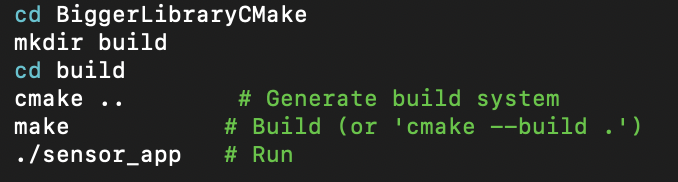 cd BiggerLibraryCMake
mkdir build
cd build
cmake ..        # Generate build system
make           # Build (or 'cmake --build .')
./sensor_app   # Run